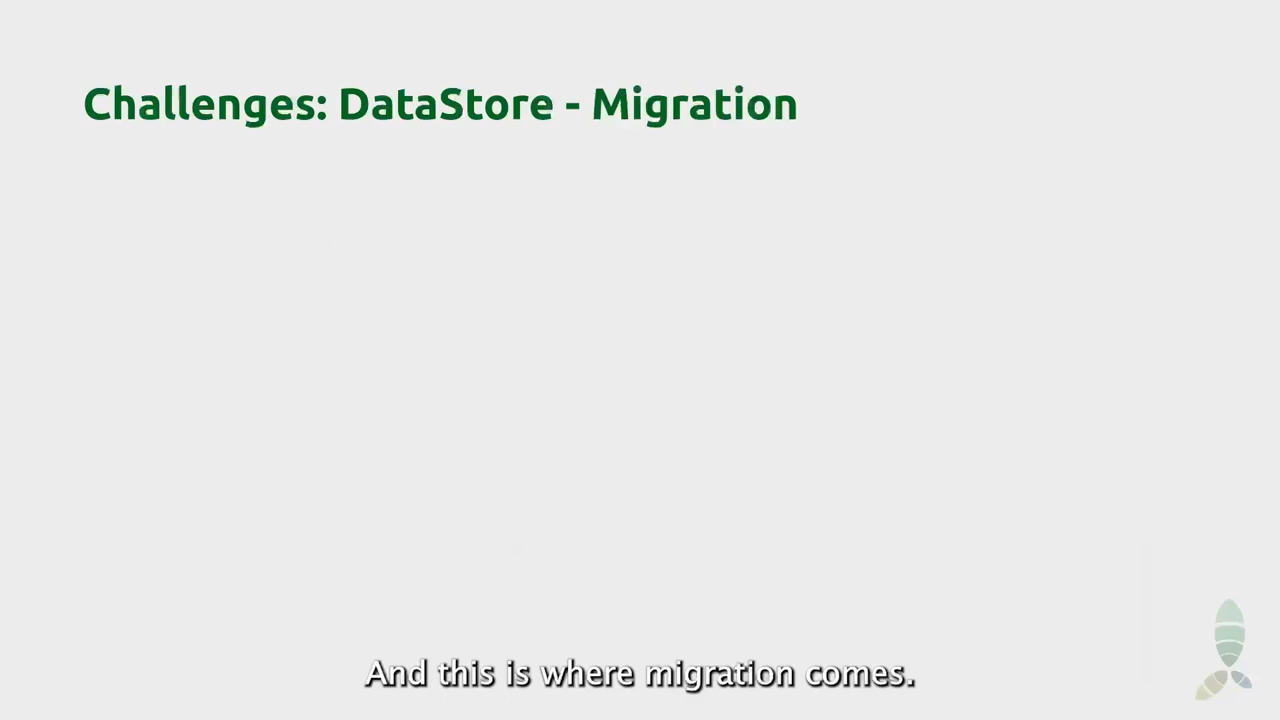 Challenges: DataStore - Migration
And this is where migration comes.